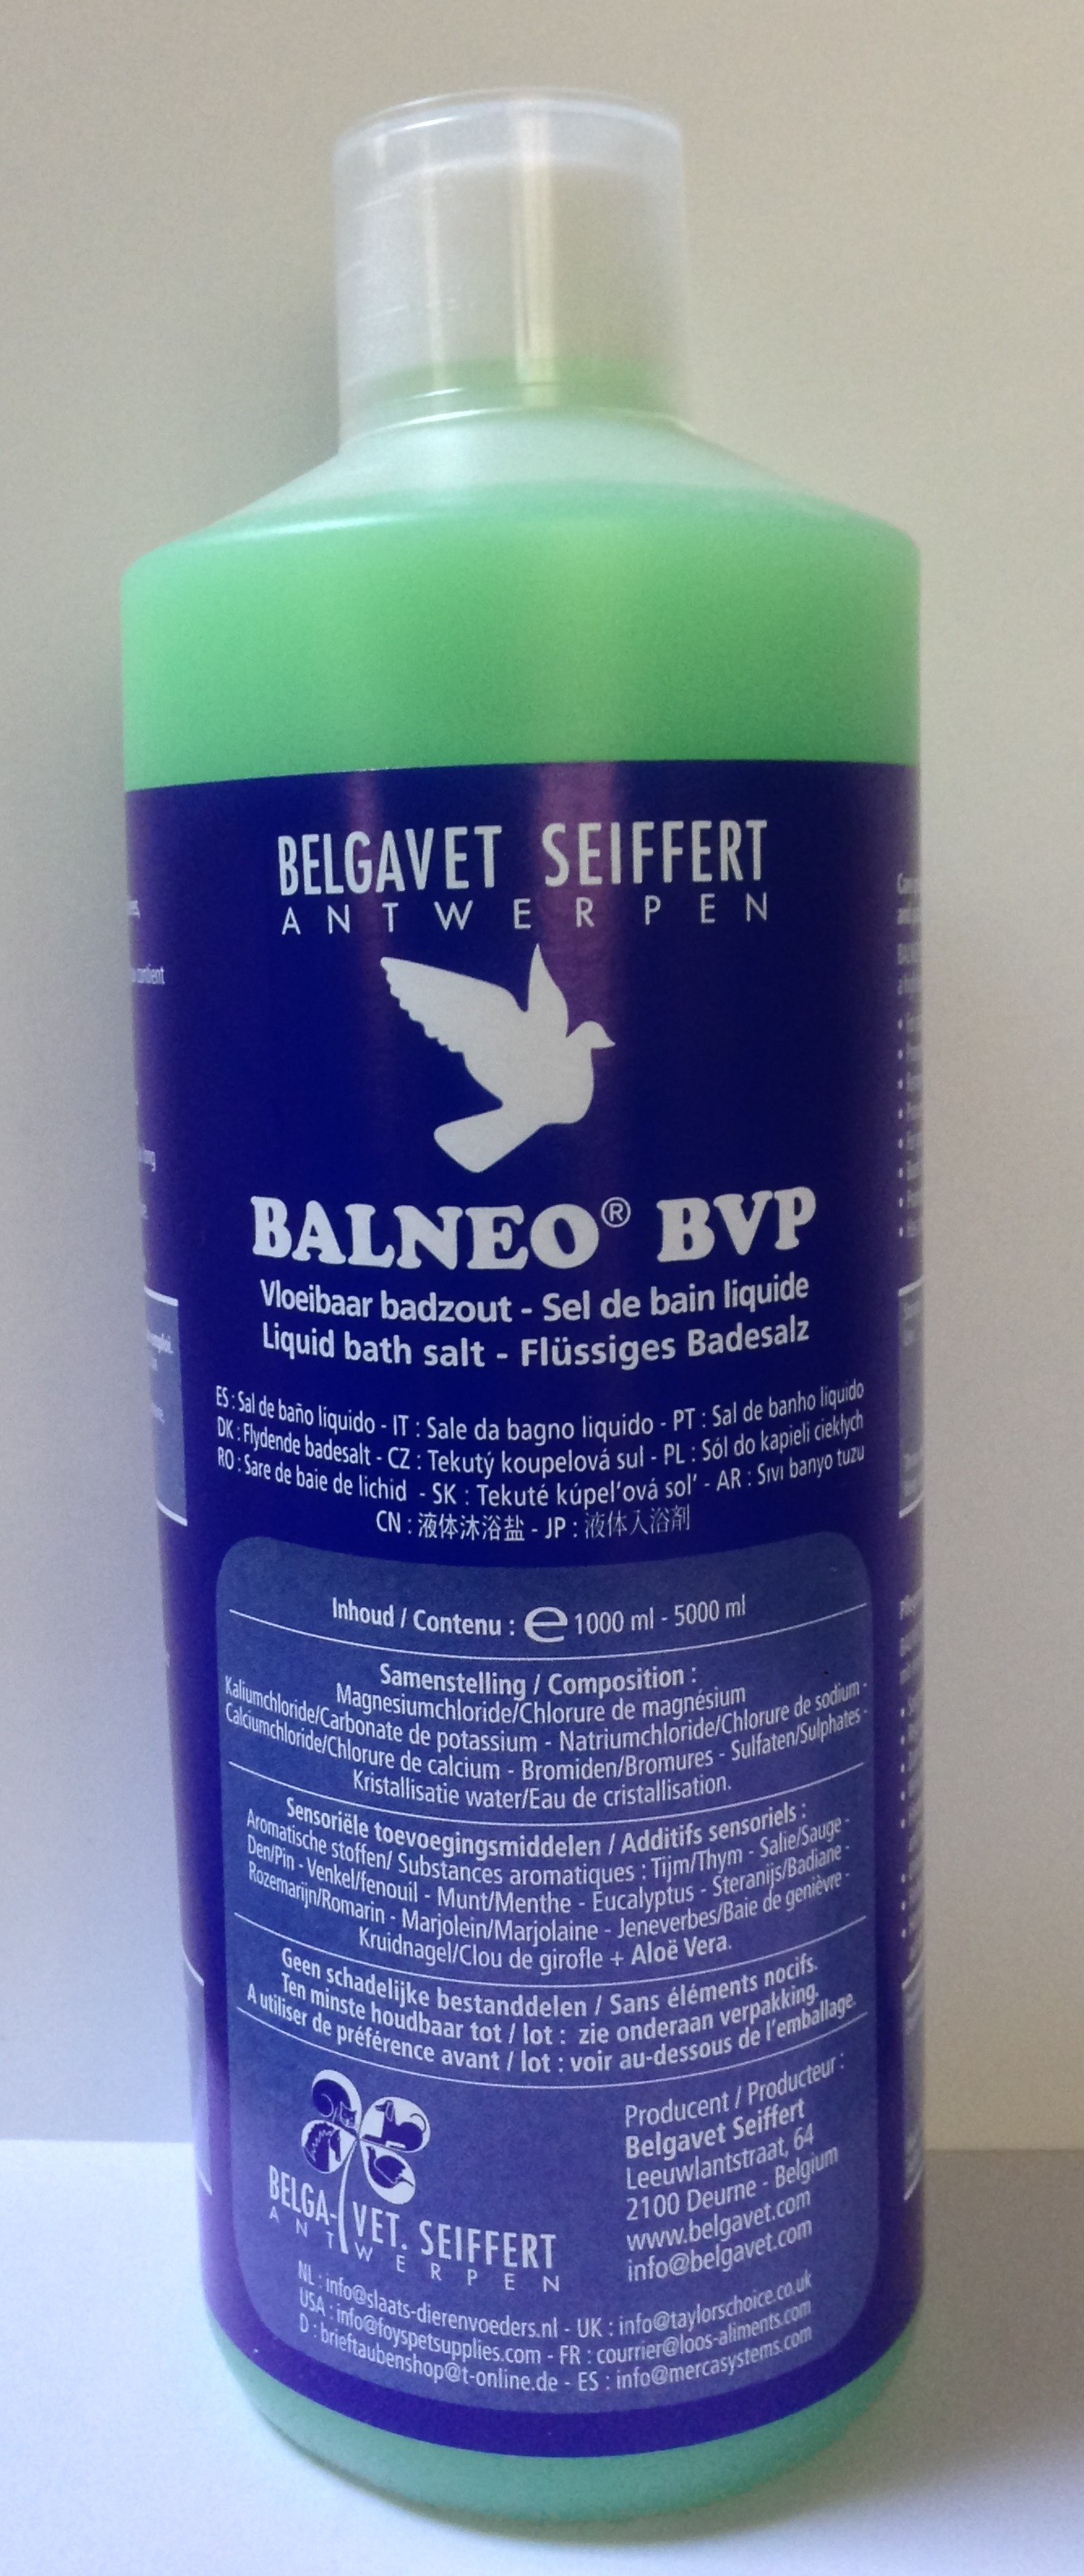 BELGAVET SEIFFERT
ANTWERPEN
BALNEO® BVP
Vloeibaar badzout - Sel de bain liquide
Liquid bath salt - Flüssiges Badesalz
ES : Sal de baño líquido - IT : Sale da bagno liquido - PT : Sal de banho líquido
DK : Flydende badesalt - CZ : Tekutý koupelová sul - PL : Sól do kapieli ciekłych
RO : Sare de baie de lichid - SK : Tekuté kúpel'ová sol' - AR : Sıvı banyo tuzu
CN : 液体沐浴盐 - JP : 液体入浴剤
Inhoud / Contenu : ℮ 1000 ml - 5000 ml
Samenstelling / Composition :
Magnesiumchloride/Chlorure de magnésium
Kaliumchloride/Carbonate de potassium - Natriumchloride/Chlorure de sodium -
Calciumchloride/Chlorure de calcium - Bromiden/Bromures - Sulfaten/Sulphates -
Kristallisatie water/Eau de cristallisation.
Sensoriële toevoegingsmiddelen / Additifs sensoriels :
Aromatische stoffen/ Substances aromatiques : Tijm/Thym - Salie/Sauge -
Den/Pin - Venkel/fenouil - Munt/Menthe - Eucalyptus - Steranijs/Badiane -
Rozemarijn/Romarin - Marjolein/Marjolaine - Jeneverbes/Baie de genièvre -
Kruidnagel/Clou de girofle + Aloë Vera.
Geen schadelijke bestanddelen / Sans éléments nocifs.
Ten minste houdbaar tot / lot : zie onderaan verpakking.
A utiliser de préférence avant / lot : voir au-dessous de l'emballage.
Producent / Producteur :
Belgavet Seiffert
Leeuwlantstraat, 64
2100 Deurne - Belgium
www.belgavet.com
info@belgavet.com
BELGA-VET. SEIFFERT
ANTWERPEN
NL : info@slaats-dierenvoeders.nl - UK : info@taylorschoice.co.uk
USA : info@foyspetsupplies.com - FR : courrier@loos-aliments.com
D : brieftaubenshop@t-online.de - ES : info@mercasystems.com